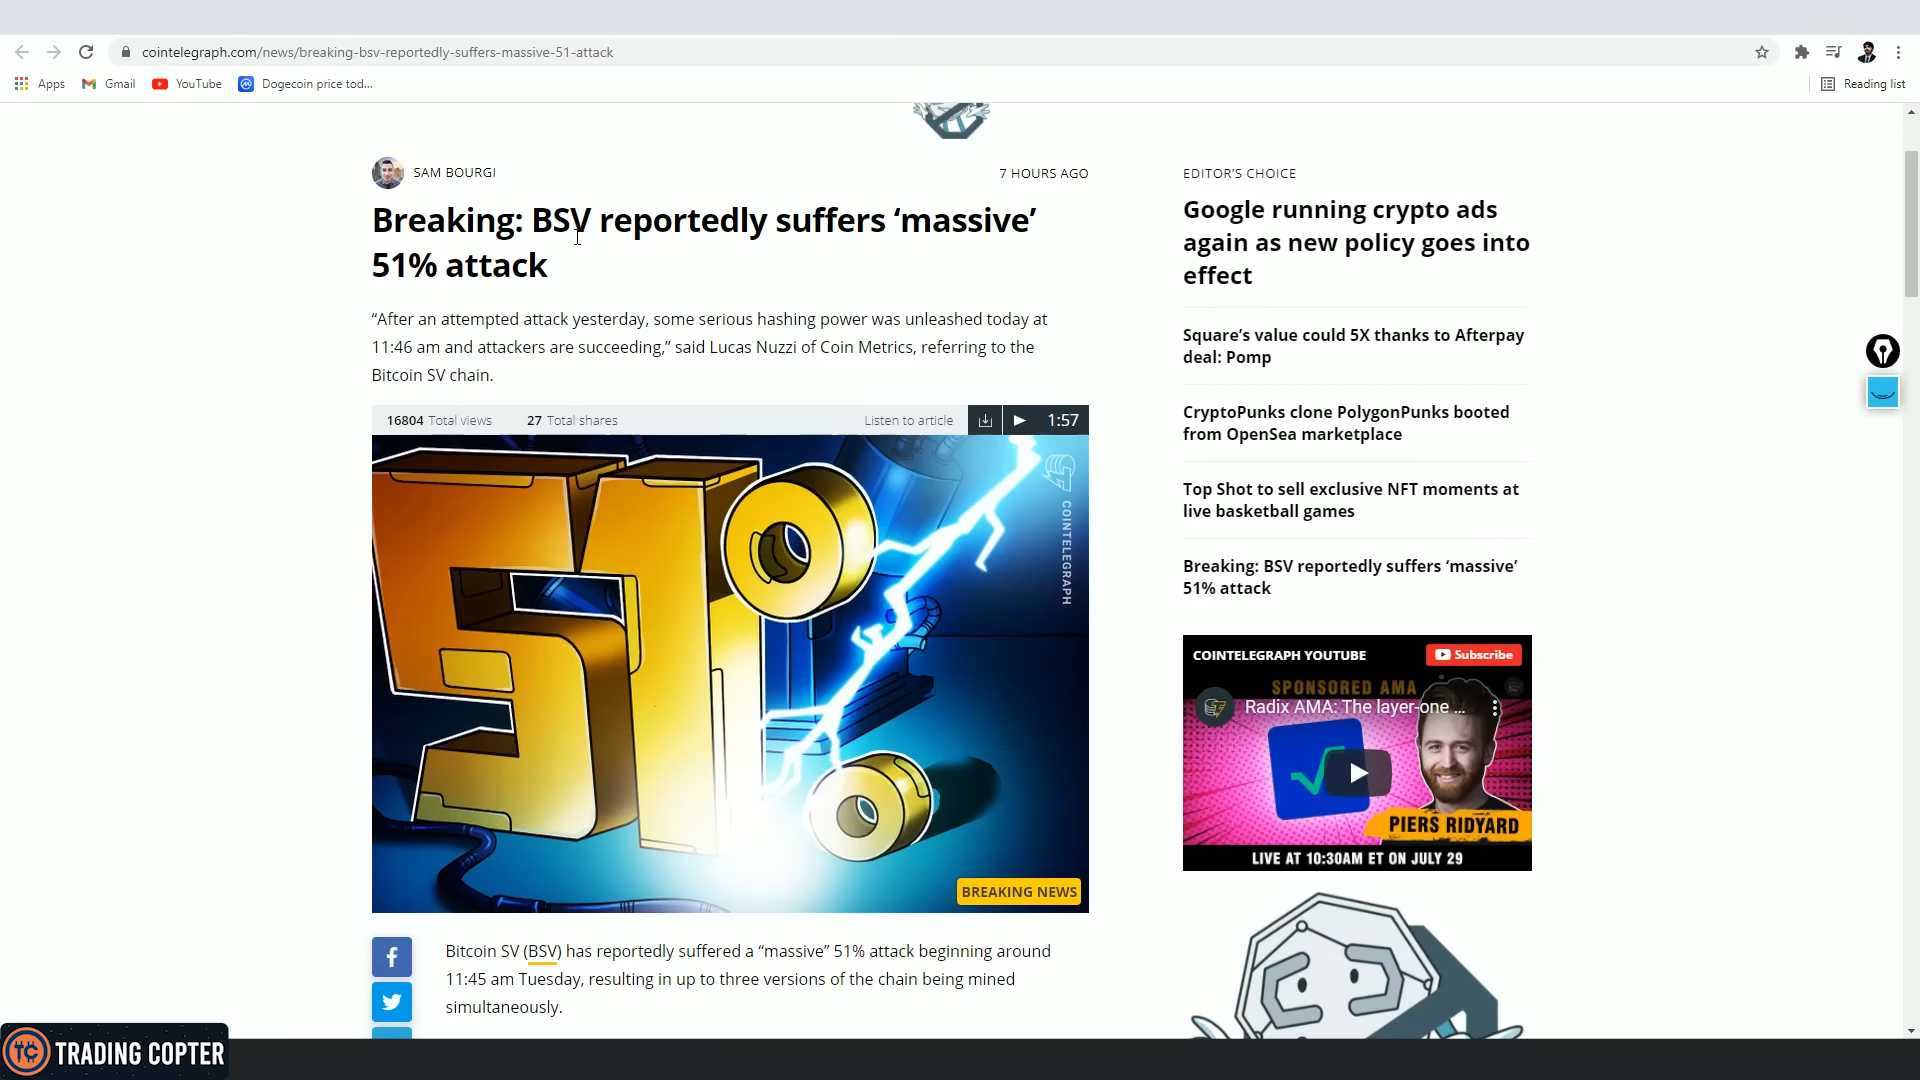 cointelegraph.com/news/breaking-bsv-reportedly-suffers-massive-51-attack
Apps
Gmail
YouTube
Dogecoin price tod...
Reading list
SAM BOURGI
7 HOURS AGO
Breaking: BSV reportedly suffers ‘massive’
51% attack
“After an attempted attack yesterday, some serious hashing power was unleashed today at
11:46 am and attackers are succeeding,” said Lucas Nuzzi of Coin Metrics, referring to the
Bitcoin SV chain.
16804 Total views
27 Total shares
Listen to article
1:57
51%
COINTELEGRAPH
BREAKING NEWS
Bitcoin SV (BSV) has reportedly suffered a “massive” 51% attack beginning around
11:45 am Tuesday, resulting in up to three versions of the chain being mined
simultaneously.
EDITOR’S CHOICE
Google running crypto ads
again as new policy goes into
effect
Square’s value could 5X thanks to Afterpay
deal: Pomp
CryptoPunks clone PolygonPunks booted
from OpenSea marketplace
Top Shot to sell exclusive NFT moments at
live basketball games
Breaking: BSV reportedly suffers ‘massive’
51% attack
COINTELEGRAPH YOUTUBE
Subscribe
SPONSORED AMA
Radix AMA: The layer-one ...
PIERS RIDYARD
LIVE AT 10:30AM ET ON JULY 29
TC TRADING COPTER